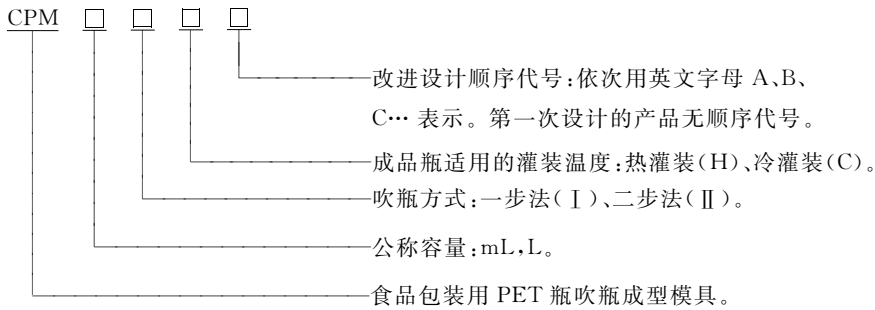 CPM □ □ □ □
改进设计顺序代号:依次用英文字母 A、B、
C… 表示。第一次设计的产品无顺序代号。
成品瓶适用的灌装温度:热灌装(H)、冷灌装(C)。
吹瓶方式:一步法(Ⅰ)、二步法(Ⅱ)。
公称容量:mL,L。
食品包装用 PET 瓶吹瓶成型模具。